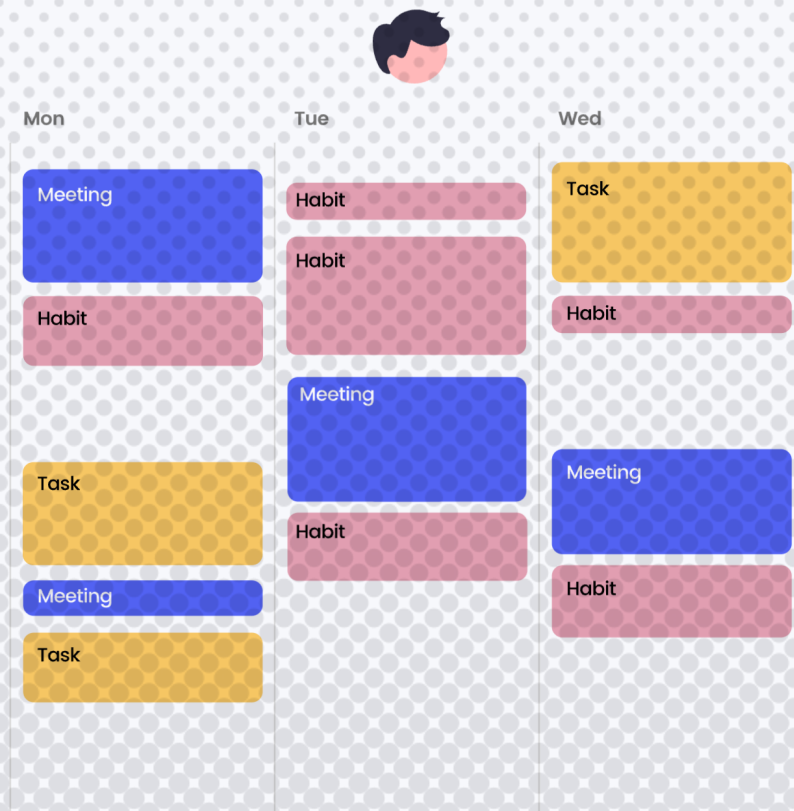 Mon
Tue
Wed
Meeting
Habit
Task
Meeting
Task
Habit
Habit
Meeting
Habit
Task
Habit
Meeting
Habit